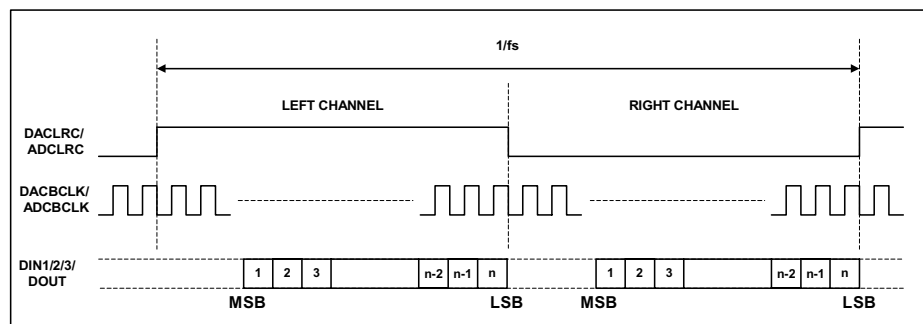 1/fs
LEFT CHANNEL
RIGHT CHANNEL
DACLRC/
ADCLRC
DACBCLK/
ADCBCLK
DIN1/2/3/
DOUT
1 2 3 n-2 n-1 n 1 2 3 n-2 n-1 n
MSB LSB MSB LSB